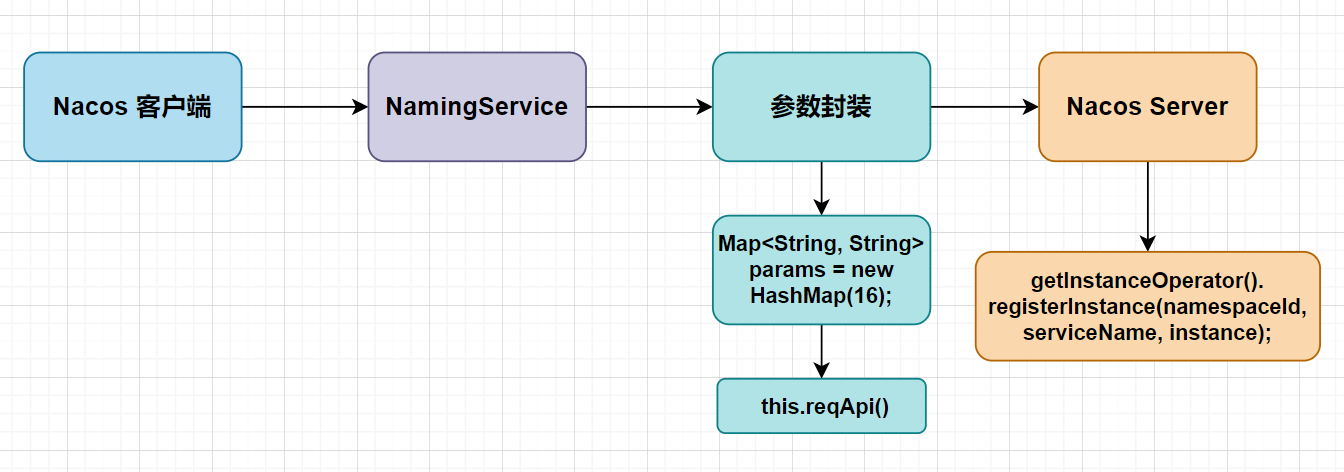 Nacos 客户端
NamingService
参数封装
Nacos Server
Map<String, String>
params = new
HashMap(16);
getInstanceOperator().
registerInstance(namespaceId,
serviceName, instance);
this.reqApi()